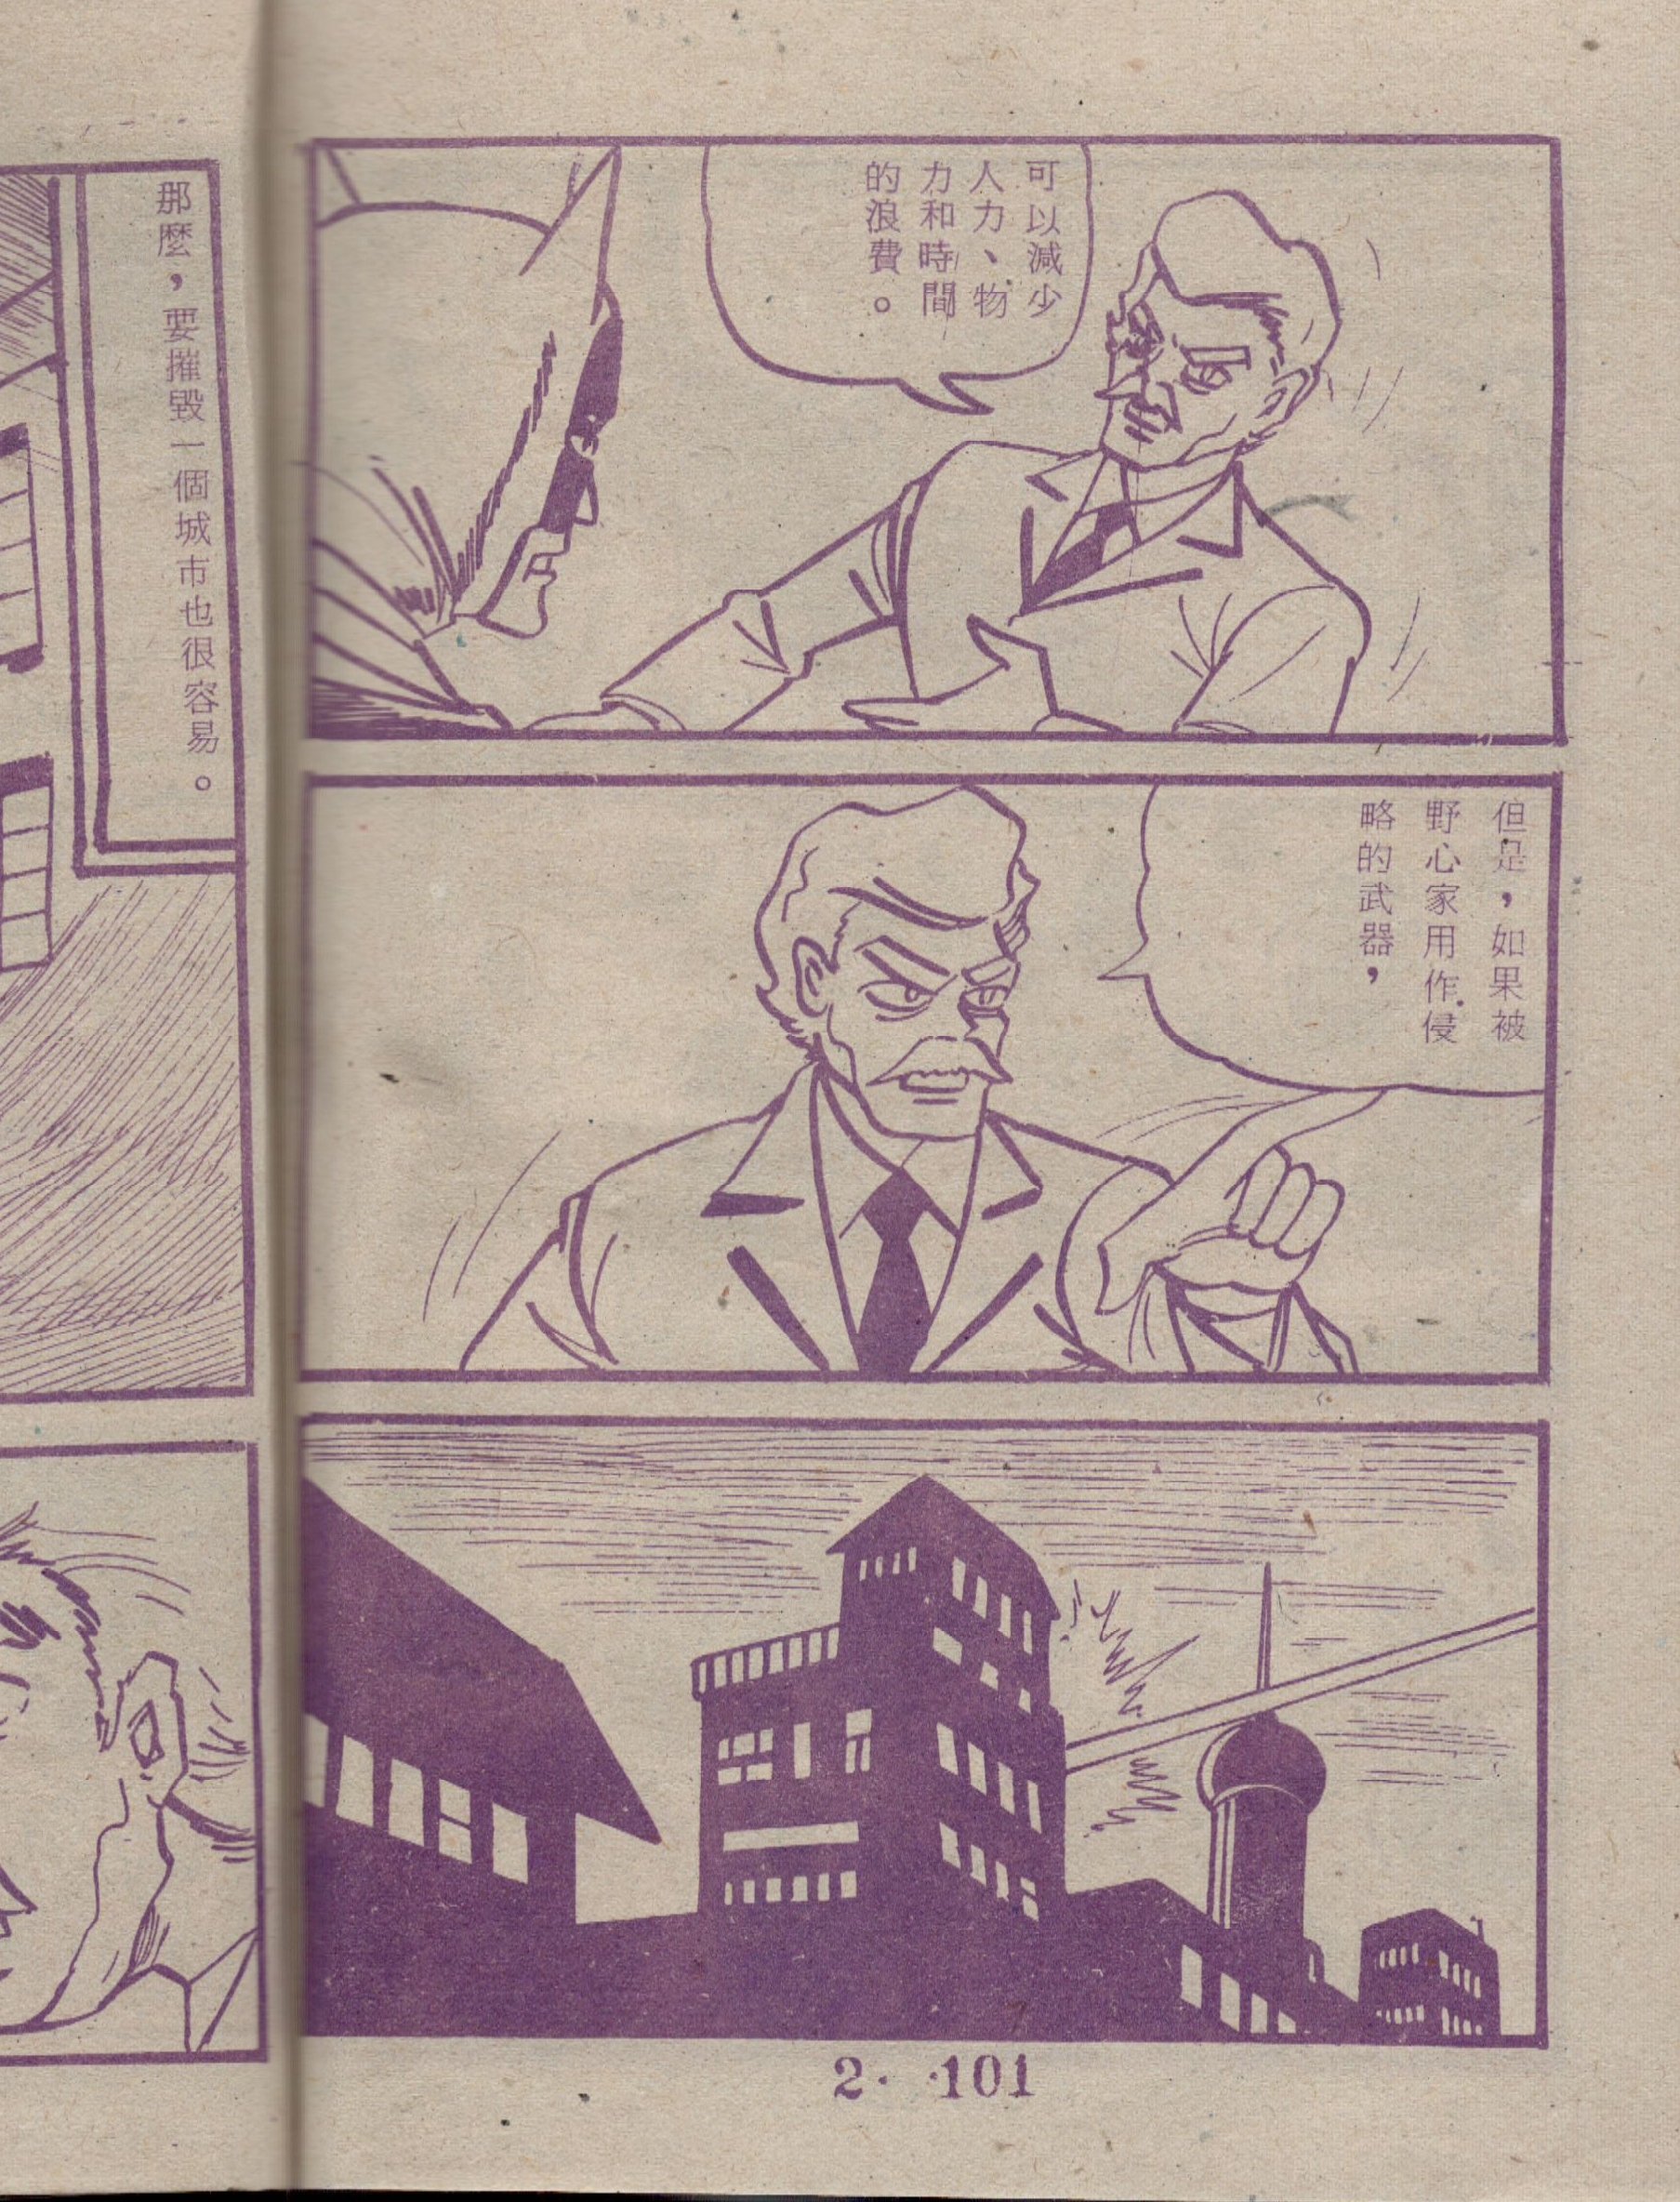 可以減少
人力、物
力和時間
的浪費。
但是，如果被
野心家用作侵
略的武器，
2. 101
那麼，要摧毀一個城市也很容易。